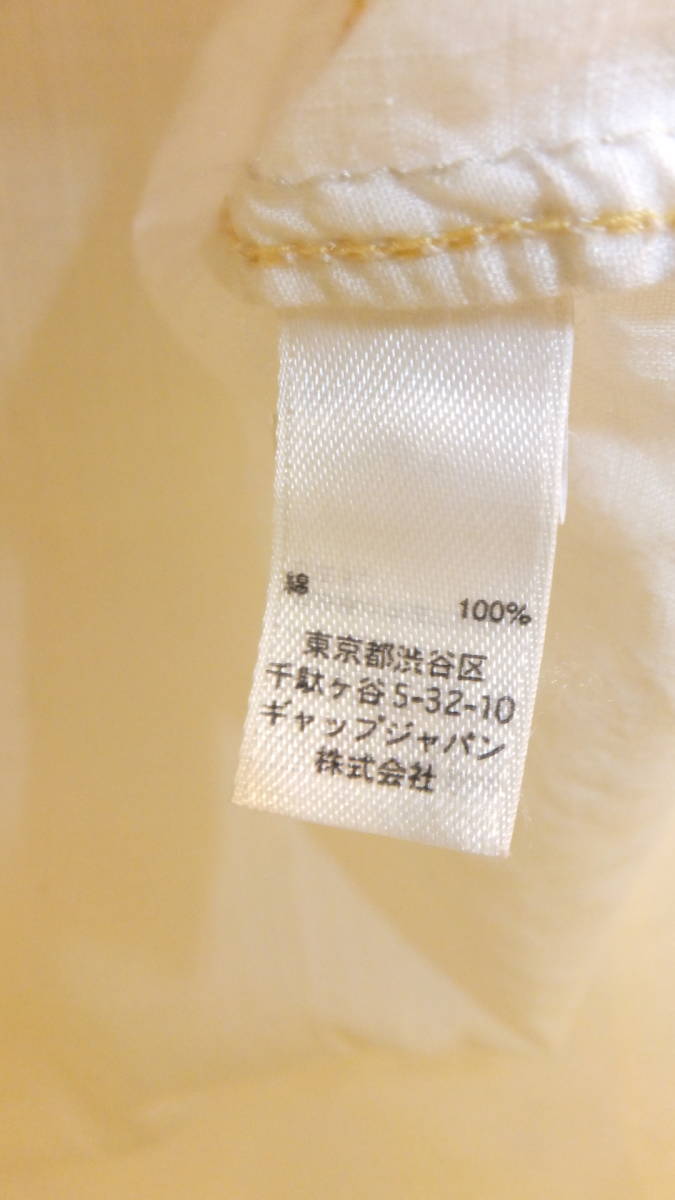 綿 100%
東京都渋谷区
千駄ヶ谷5-32-10
ギャップジャパン
株式会社